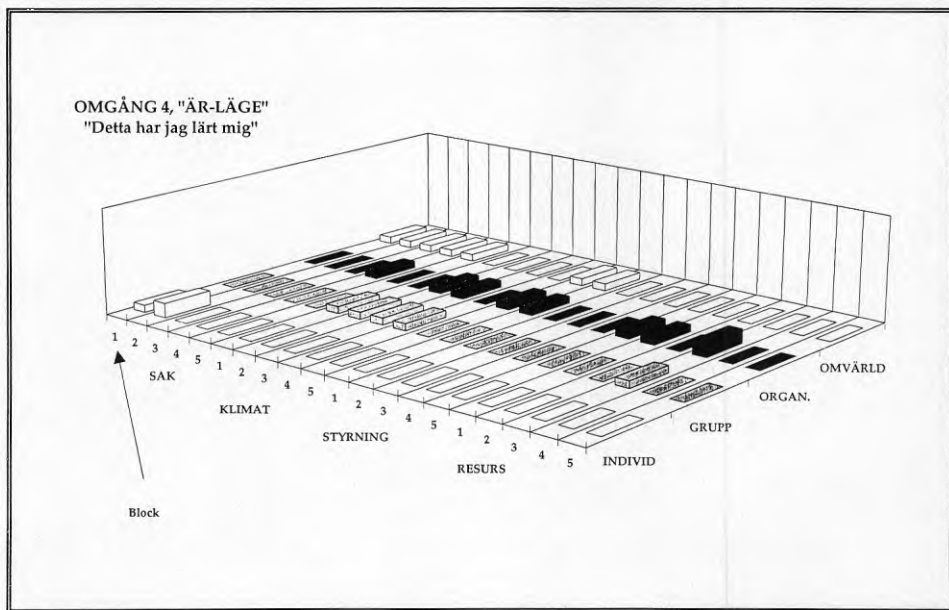 OMGÅNG 4, "ÄR-LÄGE"
"Detta har jag lärt mig"
1 2 3 4 5 1 2 3 4 5 1 2 3 4 5 1 2 3 4 5
SAK
KLIMAT
STYRNING
RESURS
INDIVID
GRUPP
ORGAN.
OMVÄRLD
Block